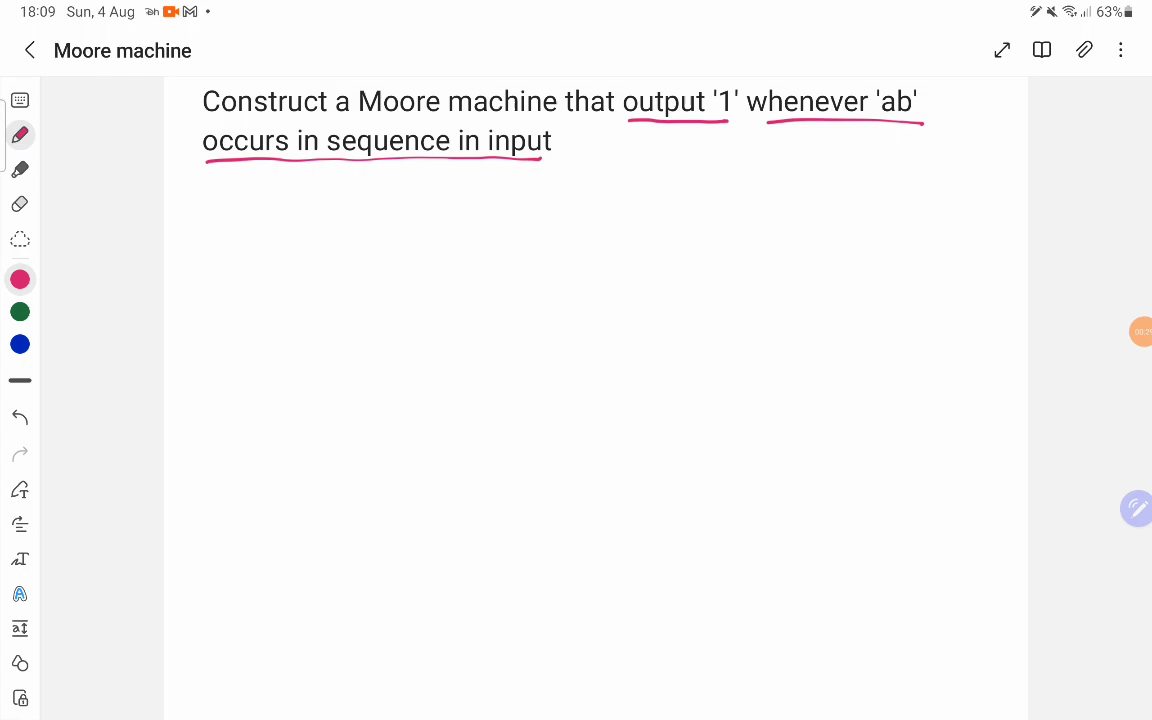 18:09 Sun, 4 Aug 63%
Moore machine
Construct a Moore machine that output '1' whenever 'ab'
occurs in sequence in input